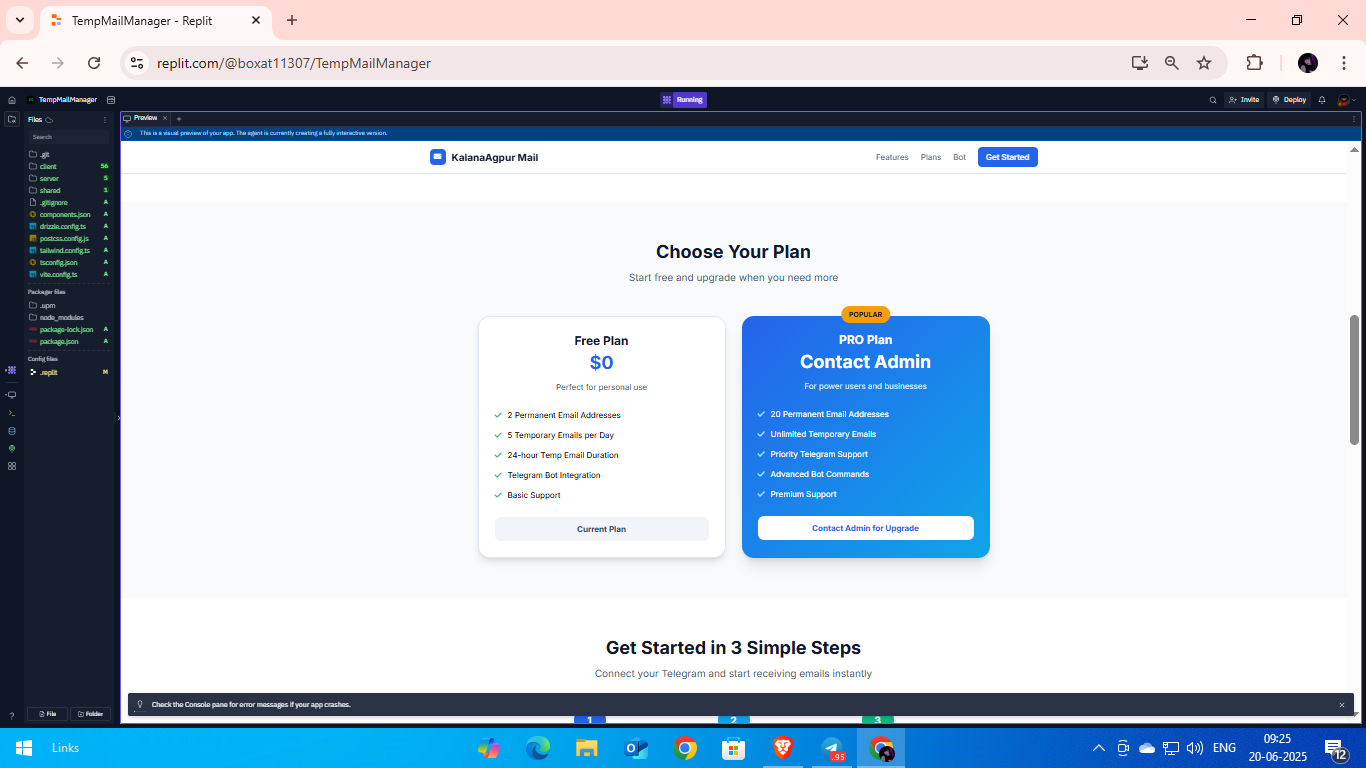 TempMailManager - Replit
replit.com/@boxat11307/TempMailManager
TempMailManager
Running
Invite
Deploy
Files
Preview
This is a visual preview of your app. The agent is currently creating a fully interactive version.
Search
.git
client 56
server 5
shared 1
.gitignore A
components.json A
drizzle.config.ts A
postcss.config.js A
tailwind.config.ts A
tsconfig.json A
vite.config.ts A
Packager files
.upm
node_modules
package-lock.json A
package.json A
Config files
.replit M
File
Folder
KalanaAgpur Mail
Features
Plans
Bot
Get Started
Choose Your Plan
Start free and upgrade when you need more
Free Plan
$0
Perfect for personal use
2 Permanent Email Addresses
5 Temporary Emails per Day
24-hour Temp Email Duration
Telegram Bot Integration
Basic Support
Current Plan
POPULAR
PRO Plan
Contact Admin
For power users and businesses
20 Permanent Email Addresses
Unlimited Temporary Emails
Priority Telegram Support
Advanced Bot Commands
Premium Support
Contact Admin for Upgrade
Get Started in 3 Simple Steps
Connect your Telegram and start receiving emails instantly
Check the Console pane for error messages if your app crashes.
1
2
3
Links
..95
ENG
09:25
20-06-2025
12